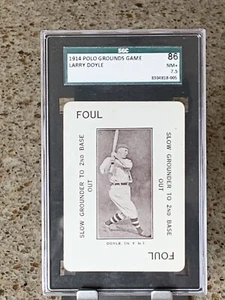 SGC
1914 POLO GROUNDS GAME
LARRY DOYLE
86
NM+
7.5
FOUL
SLOW GROUNDER TO 2ND BASE
OUT
SLOW GROUNDER TO 2ND BASE
OUT
DOYLE, CA. F. N.Y.
FOUL